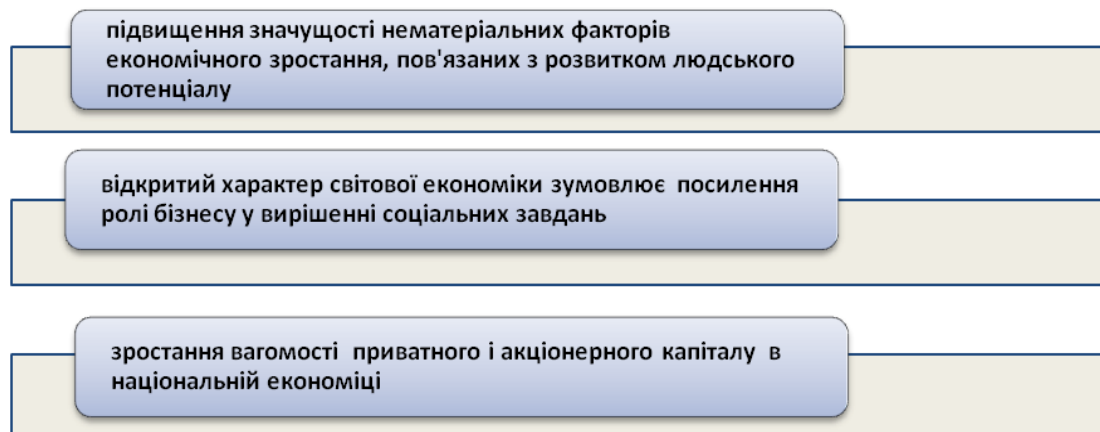 підвищення значущості нематеріальних факторів
економічного зростання, пов'язаних з розвитком людського
потенціалу
відкритий характер світової економіки зумовлює посилення
ролі бізнесу у вирішенні соціальних завдань
зростання вагомості приватного і акціонерного капіталу в
національній економіці